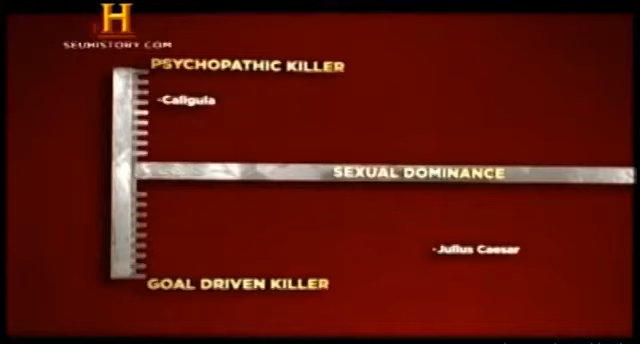 H
SEUHISTORY.COM
PSYCHOPATHIC KILLER
-Caligula
SEXUAL DOMINANCE
-Julius Caesar
GOAL DRIVEN KILLER